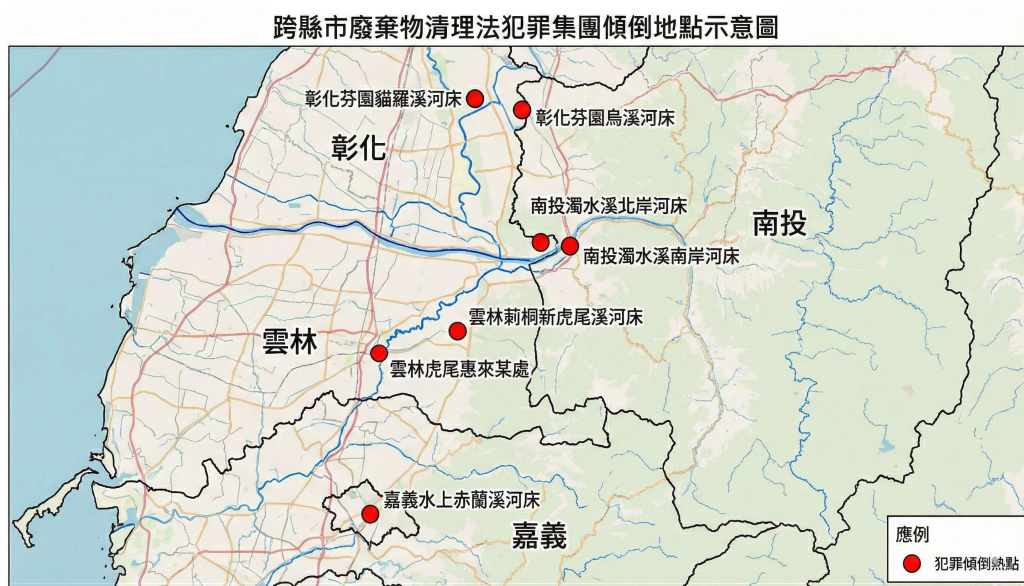 跨縣市廢棄物清理法犯罪集團傾倒地點示意圖
彰化芬園貓羅溪河床
彰化芬園烏溪河床
彰化
南投濁水溪北岸河床
南投
南投濁水溪南岸河床
雲林莿桐新虎尾溪河床
雲林
雲林虎尾惠來某處
嘉義水上赤蘭溪河床
嘉義
應例
犯罪傾倒熱點